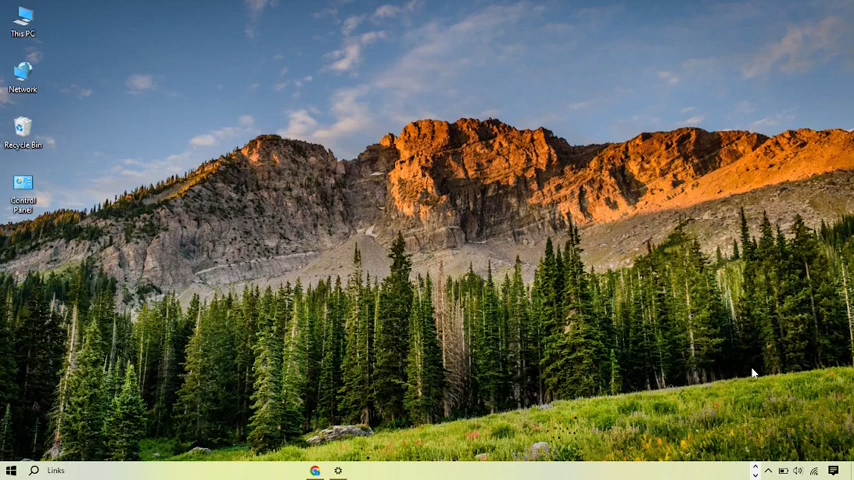 This PC
Network
Recycle Bin
Control
Panel
Links